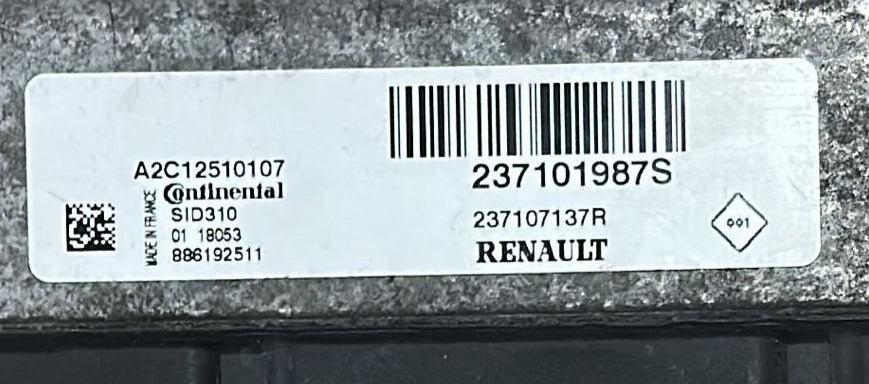 A2C12510107
Continental
SID310
01 18053
886192511
MADE IN FRANCE
237101987S
237107137R
RENAULT
001